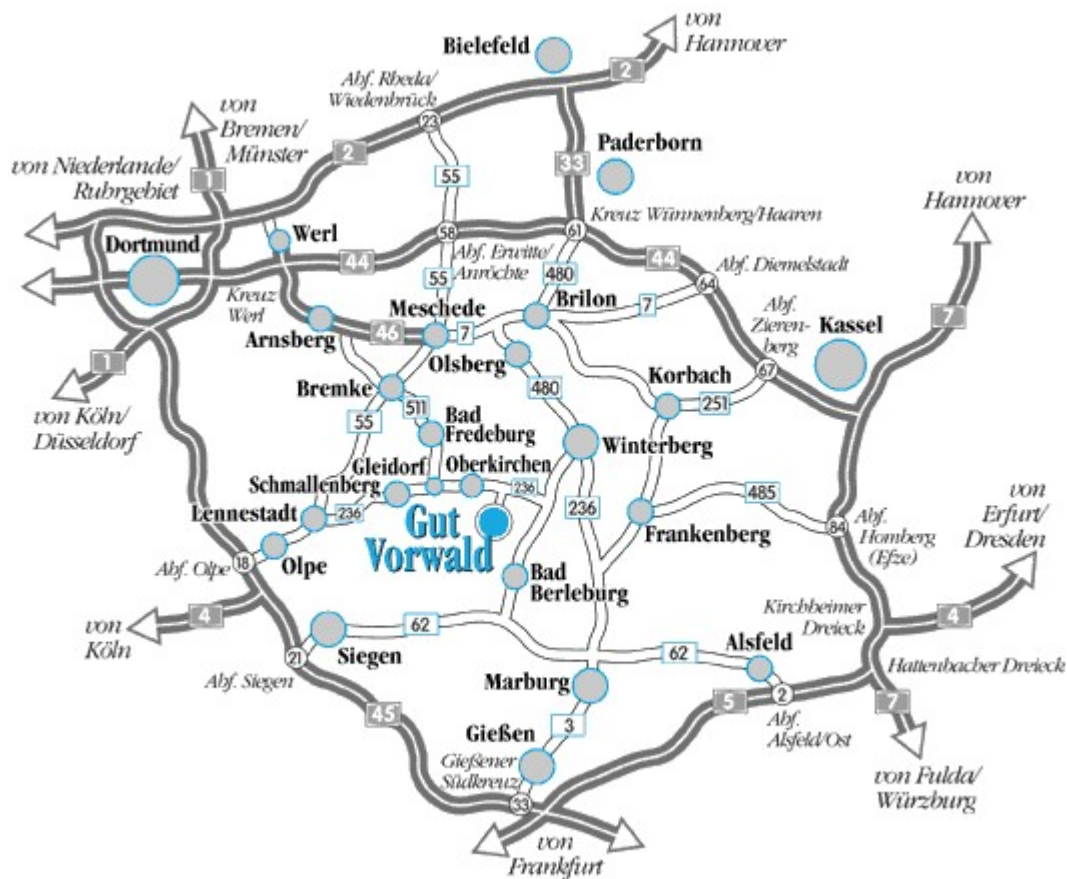 von
Hannover
Bielefeld
2
Abf. Rheda/
Wiedenbrück
23
von
Bremen/
Münster
2
33
Paderborn
von Niederlande/
Ruhrgebiet
1
55
von
Hannover
Kreuz Wünnenberg/Haaren
61
Werl
58
Dortmund
44
Abf. Erwitte/
Anröchte
44
Abf. Diemelstadt
64
55
480
Kreuz
Werl
Meschede
Brilon
7
Abf.
Zieren-
berg
Kassel
7
Arnsberg
46
7
Olsberg
1
67
Bremke
480
Korbach
251
von Köln/
Düsseldorf
511
55
Bad
Fredeburg
Winterberg
Gleidorf
Oberkirchen
Schmallenberg
236
485
von
Erfurt/
Dresden
Lennestadt
236
Gut
Vorwald
236
Frankenberg
84
Abf.
Homberg
(Efze)
Olpe
18
Abf. Olpe
Bad
Berleburg
4
von
Köln
62
Kirchheimer
Dreieck
4
Siegen
21
Abf. Siegen
62
Alsfeld
Hattenbacher Dreieck
Marburg
45
5
2
7
Abf.
Alsfeld/Ost
3
Gießen
Gießener
Südkreuz
33
von Fulda/
Würzburg
von
Frankfurt